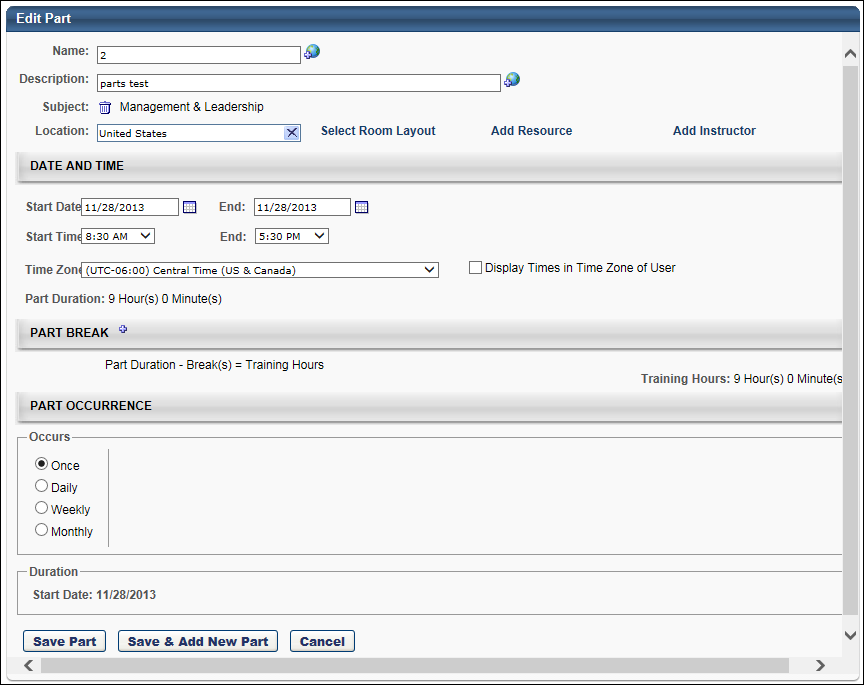 Edit Part
Name: 2
Description: parts test
Subject: Management & Leadership
Location: United States Select Room Layout Add Resource Add Instructor
DATE AND TIME
Start Date 11/28/2013 End: 11/28/2013
Start Time 8:30 AM End: 5:30 PM
Time Zone (UTC-06:00) Central Time (US & Canada) Display Times in Time Zone of User
Part Duration: 9 Hour(s) 0 Minute(s)
PART BREAK
Part Duration - Break(s) = Training Hours
Training Hours: 9 Hour(s) 0 Minute(s
PART OCCURRENCE
Occurs
Once
Daily
Weekly
Monthly
Duration
Start Date: 11/28/2013
Save Part Save & Add New Part Cancel